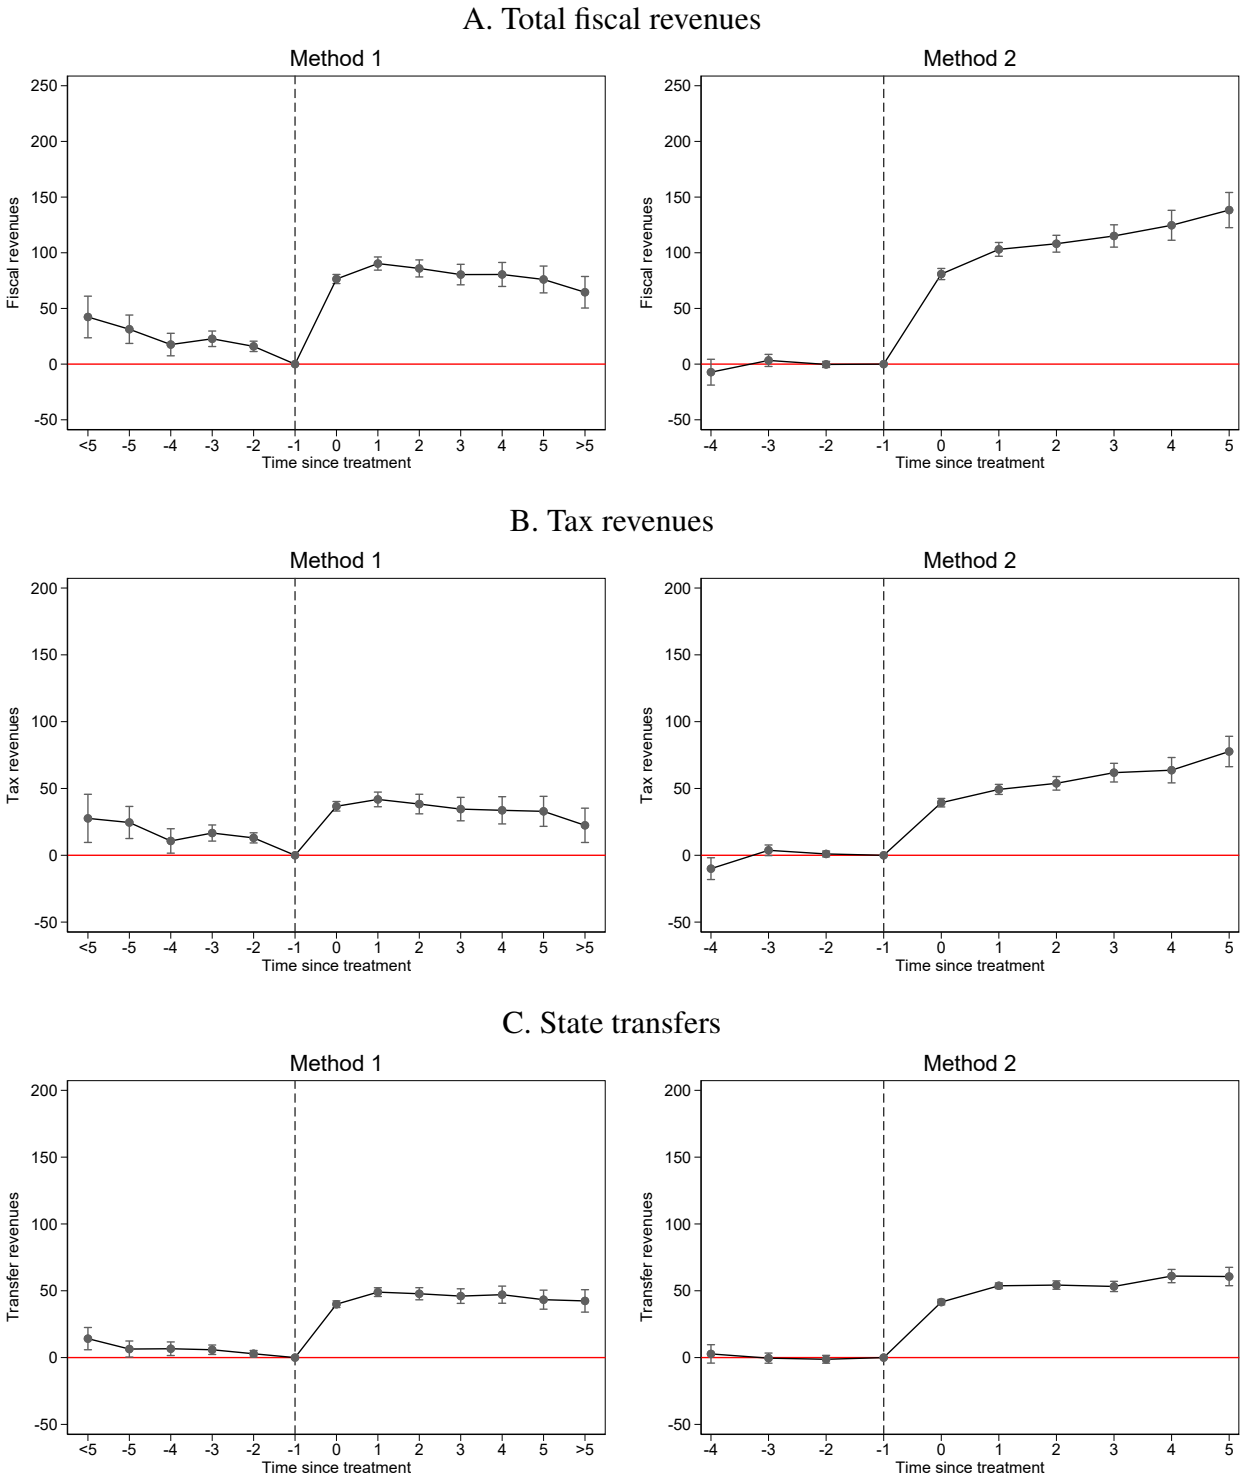 A. Total fiscal revenues
Method 1
Method 2
250
200
150
100
50
0
-50
Fiscal revenues
<5 -5 -4 -3 -2 -1 0 1 2 3 4 5 >5
Time since treatment
250
200
150
100
50
0
-50
Fiscal revenues
-4 -3 -2 -1 0 1 2 3 4 5
Time since treatment
B. Tax revenues
Method 1
Method 2
200
150
100
50
0
-50
Tax revenues
<5 -5 -4 -3 -2 -1 0 1 2 3 4 5 >5
Time since treatment
200
150
100
50
0
-50
Tax revenues
-4 -3 -2 -1 0 1 2 3 4 5
Time since treatment
C. State transfers
Method 1
Method 2
200
150
100
50
0
-50
Transfer revenues
<5 -5 -4 -3 -2 -1 0 1 2 3 4 5 >5
Time since treatment
200
150
100
50
0
-50
Transfer revenues
-4 -3 -2 -1 0 1 2 3 4 5
Time since treatment